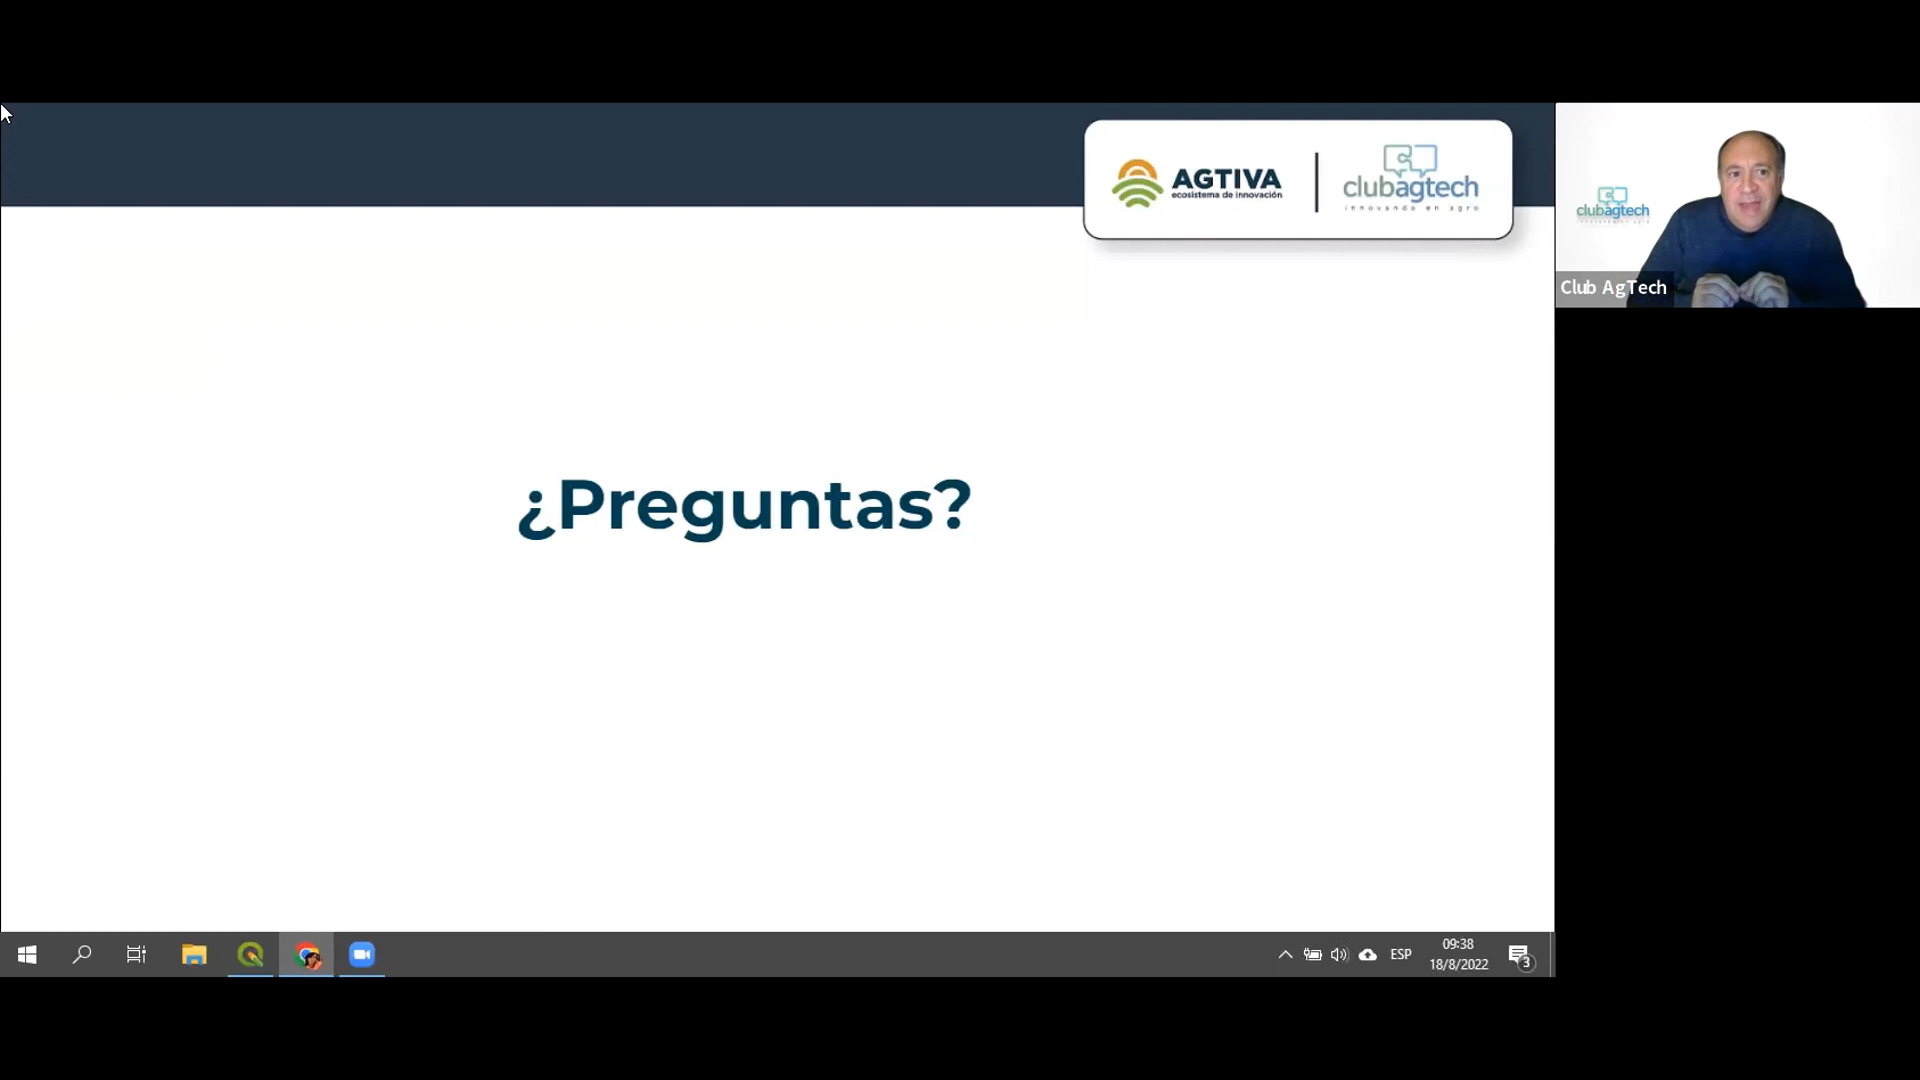 AGTIVA
ecosistema de innovación
clubagtech
innovando en agro
clubagtech
Club AgTech
¿Preguntas?
ESP
09:38
18/8/2022
3